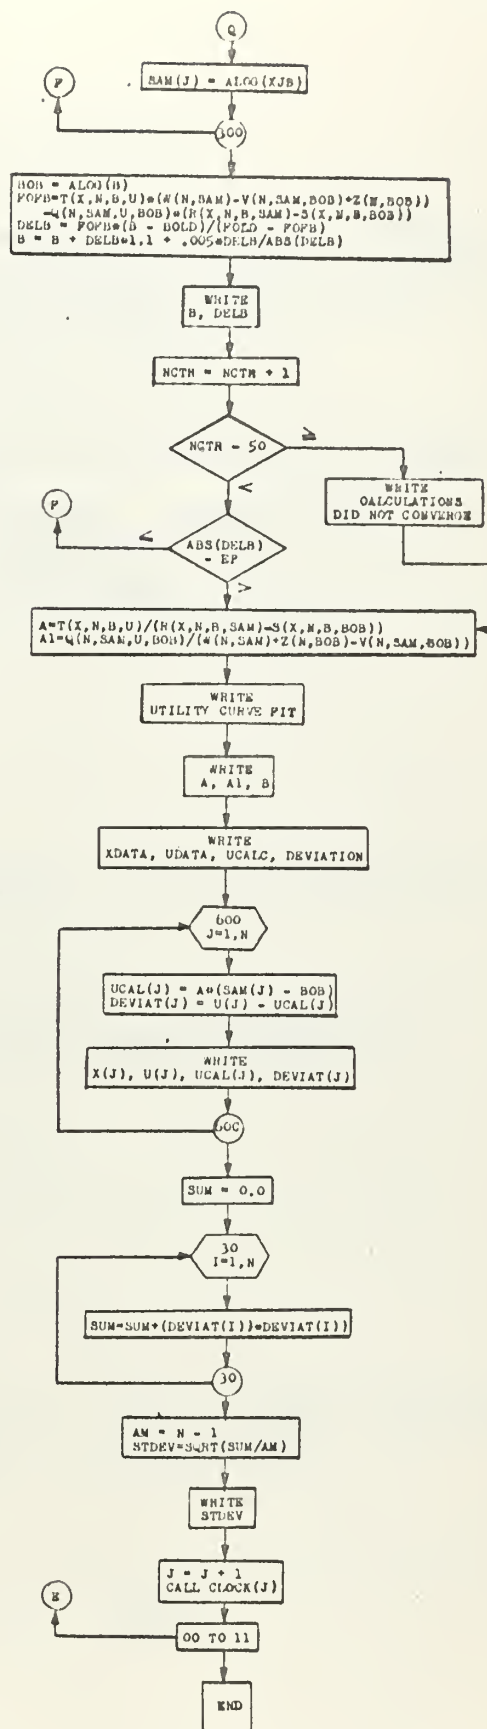 Q
SAM(J) = ALOG(XJB)
F
300
BOB = ALOG(B)
FOFB=T(X,N,B,U)*(W(N,SAM)-V(N,SAM,BOB)+Z(N,BOB))
-Q(N,SAM,U,BOB)*(R(X,N,B,SAM)-S(X,N,B,BOB))
DELB = FOFB*(B - BOLD)/(FOLD - FOFB)
B = B + DELB*1.1 + .005*DELB/ABS(DELB)
WRITE
B, DELB
NCTR = NCTR + 1
NCTR - 50
≥
<
WRITE
CALCULATIONS
DID NOT CONVERGE
F
≤
ABS(DELB)
- EP
>
A=T(X,N,B,U)/(R(X,N,B,SAM)-S(X,N,B,BOB))
A1=Q(N,SAM,U,BOB)/(W(N,SAM)+Z(N,BOB)-V(N,SAM,BOB))
WRITE
UTILITY CURVE FIT
WRITE
A, A1, B
WRITE
XDATA, UDATA, UCALC, DEVIATION
600
J=1,N
UCAL(J) = A*(SAM(J) - BOB)
DEVIAT(J) = U(J) - UCAL(J)
WRITE
X(J), U(J), UCAL(J), DEVIAT(J)
600
SUM = 0.0
30
I=1,N
SUM=SUM+(DEVIAT(I))*DEVIAT(I))
30
AM = N - 1
STDEV=SQRT(SUM/AM)
WRITE
STDEV
J = J + 1
CALL CLOCK(J)
E
GO TO 11
END